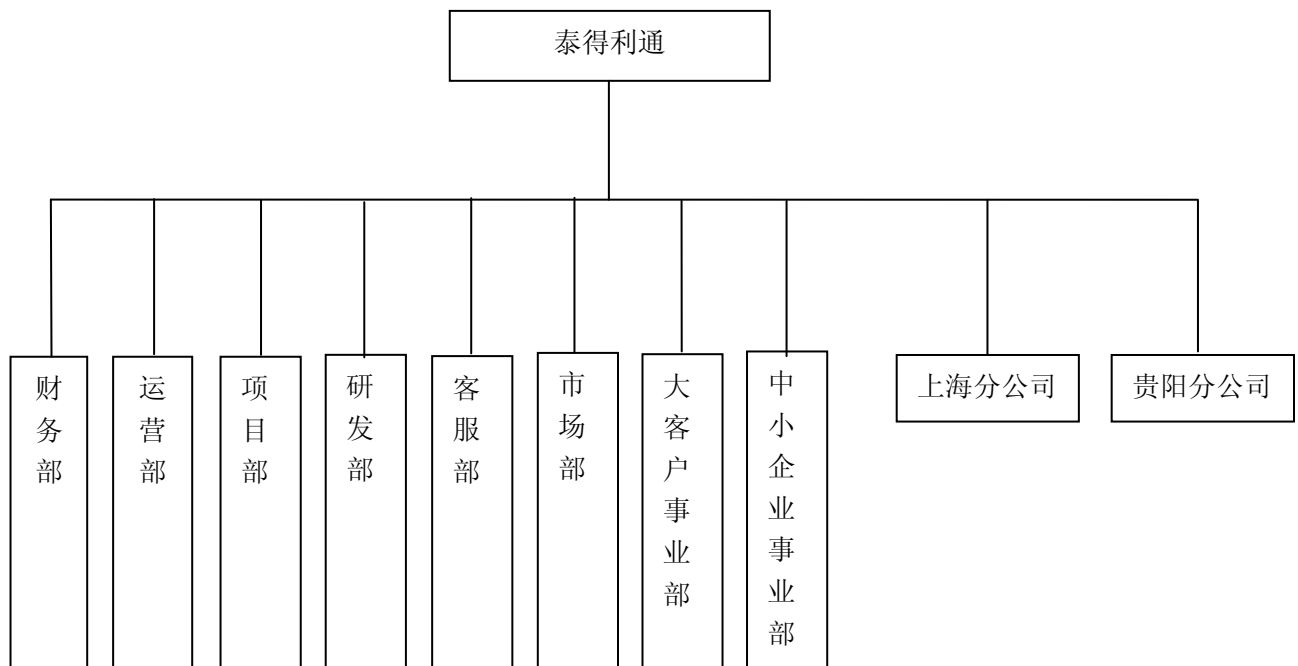 泰得利通
财务部
运营部
项目部
研发部
客服部
市场部
大客户事业部
中小企业事业部
上海分公司
贵阳分公司